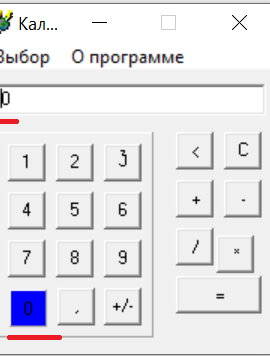 Кал...
Выбор О программе
0
1 2 3 < C
4 5 6 + -
7 8 9 / *
0 , +/- =